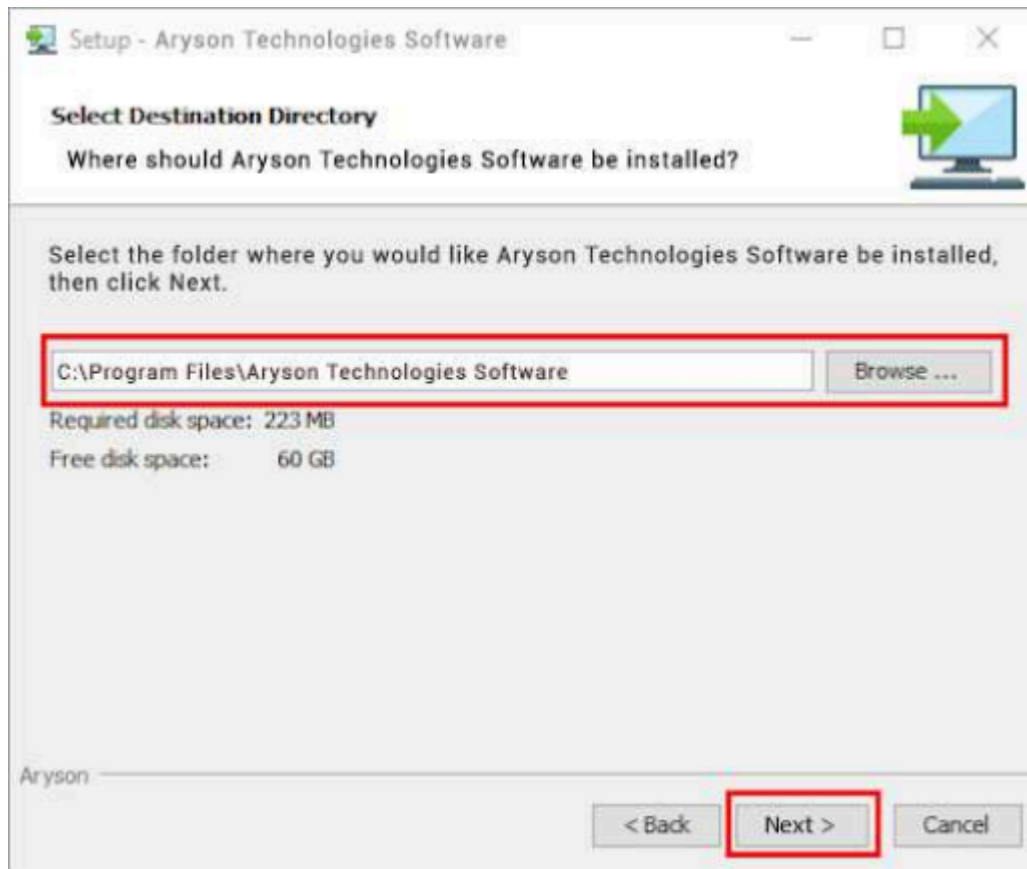 Setup - Aryson Technologies Software
Select Destination Directory
Where should Aryson Technologies Software be installed?
Select the folder where you would like Aryson Technologies Software be installed,
then click Next.
C:\Program Files\Aryson Technologies Software
Browse ...
Required disk space: 223 MB
Free disk space: 60 GB
Aryson
< Back Next > Cancel